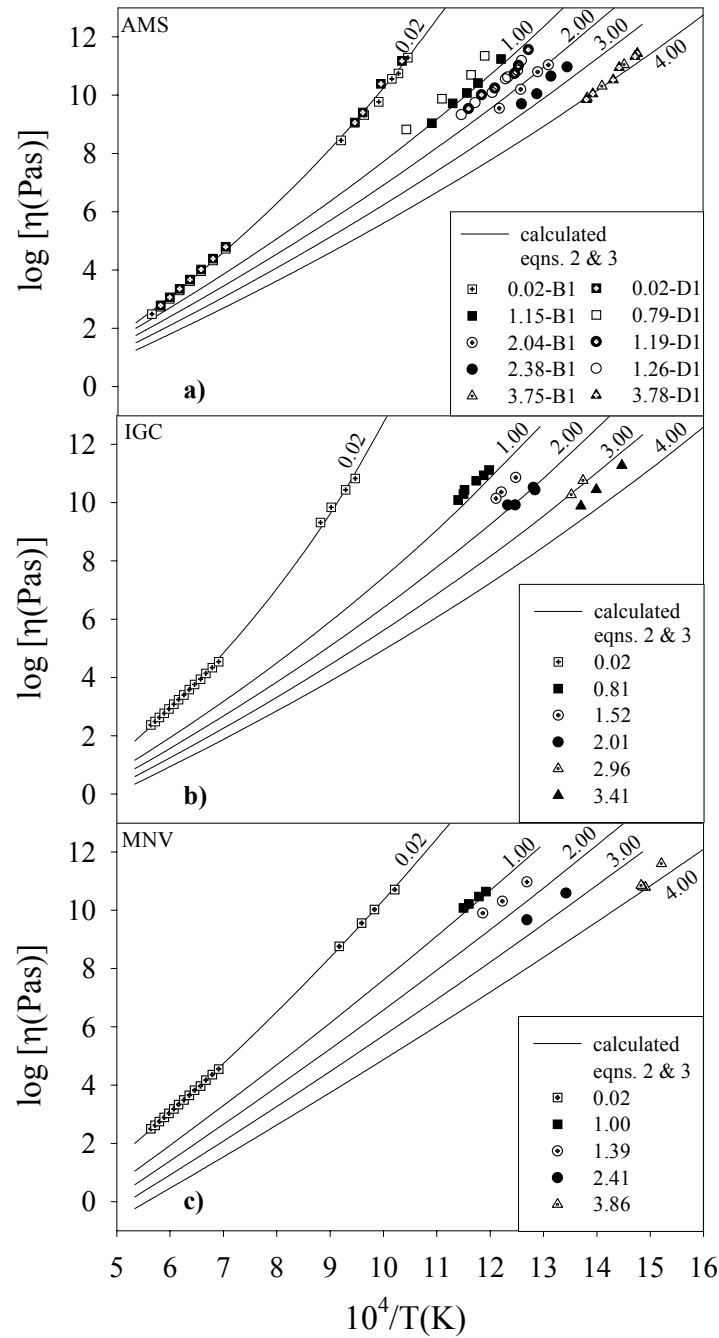 AMS
12
10
8
6
4
2
0
log [η(Pas)]
0.02
1.00
2.00
3.00
4.00
a)
calculated
eqns. 2 & 3
0.02-B1 0.02-D1
1.15-B1 0.79-D1
2.04-B1 1.19-D1
2.38-B1 1.26-D1
3.75-B1 3.78-D1
IGC
12
10
8
6
4
2
0
log [η(Pas)]
0.02
1.00
2.00
3.00
4.00
b)
calculated
eqns. 2 & 3
0.02
0.81
1.52
2.01
2.96
3.41
MNV
12
10
8
6
4
2
0
log [η(Pas)]
0.02
1.00
2.00
3.00
4.00
c)
calculated
eqns. 2 & 3
0.02
1.00
1.39
2.41
3.86
5 6 7 8 9 10 11 12 13 14 15 16
10⁴/T(K)